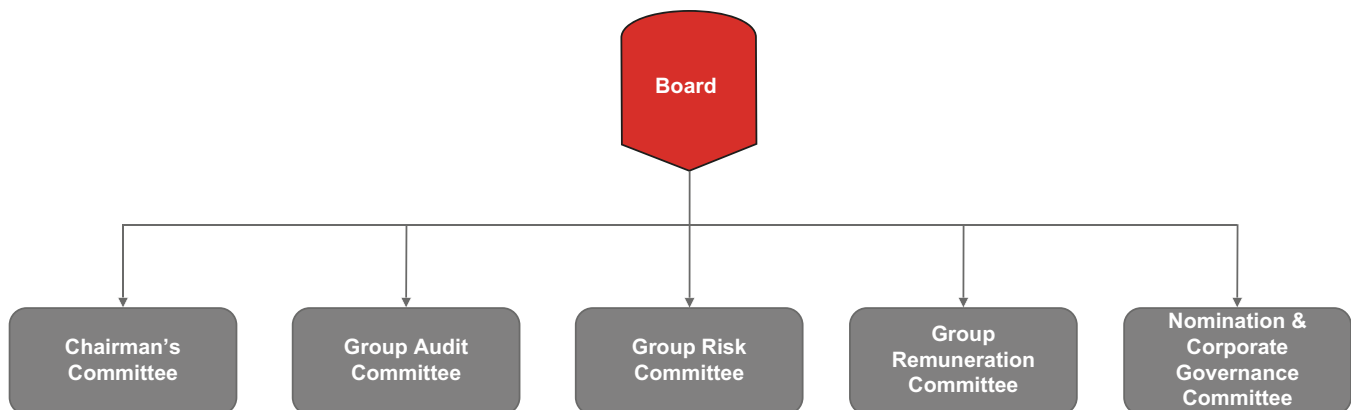 Board
Chairman’s
Committee
Group Audit
Committee
Group Risk
Committee
Group
Remuneration
Committee
Nomination &
Corporate
Governance
Committee